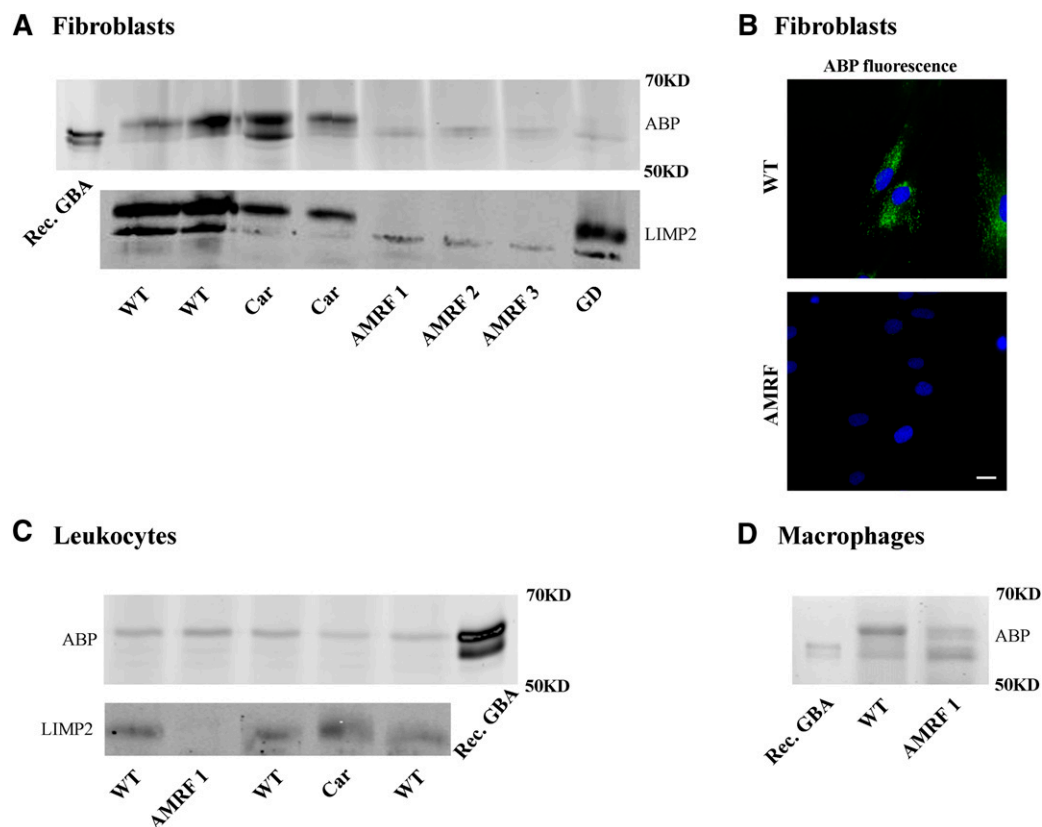 A Fibroblasts
70KD
ABP
50KD
Rec. GBA
LIMP2
WT
WT
Car
Car
AMRF 1
AMRF 2
AMRF 3
GD
B Fibroblasts
ABP fluorescence
WT
AMRF
C Leukocytes
70KD
ABP
50KD
LIMP2
Rec. GBA
WT
AMRF 1
WT
Car
WT
D Macrophages
70KD
ABP
50KD
Rec. GBA
WT
AMRF 1